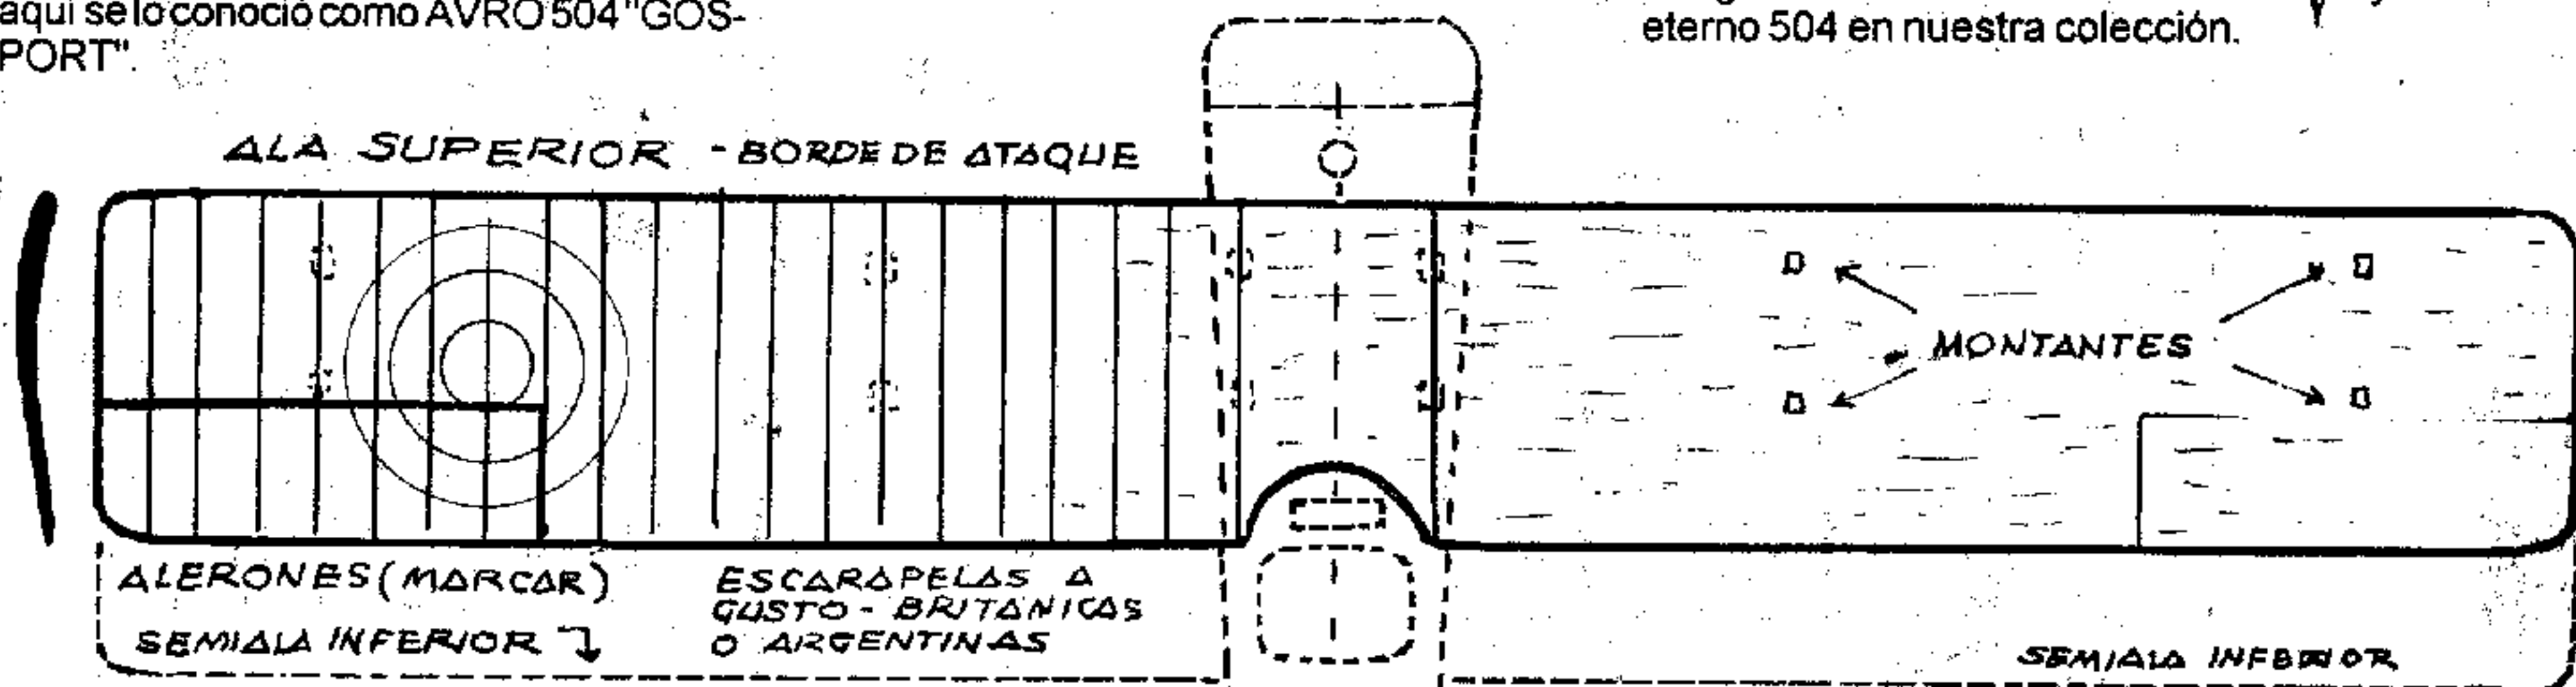 aquí se lo conoció como AVRO 504 "GOS-
PORT".
eterno 504 en nuestra colección.
ALA SUPERIOR - BORDE DE ATAQUE
MONTANTES
ALERONES (MARCAR)
SEMIALA INFERIOR
ESCARAPELAS A
GUSTO - BRITANICAS
O ARGENTINAS
SEMIALA INFERIOR